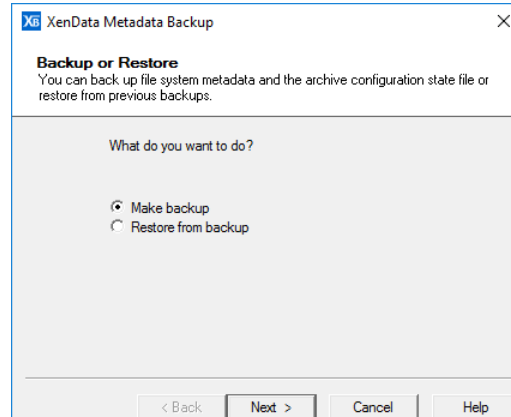 XB XenData Metadata Backup
Backup or Restore
You can back up file system metadata and the archive configuration state file or
restore from previous backups.
What do you want to do?
Make backup
Restore from backup
< Back Next > Cancel Help